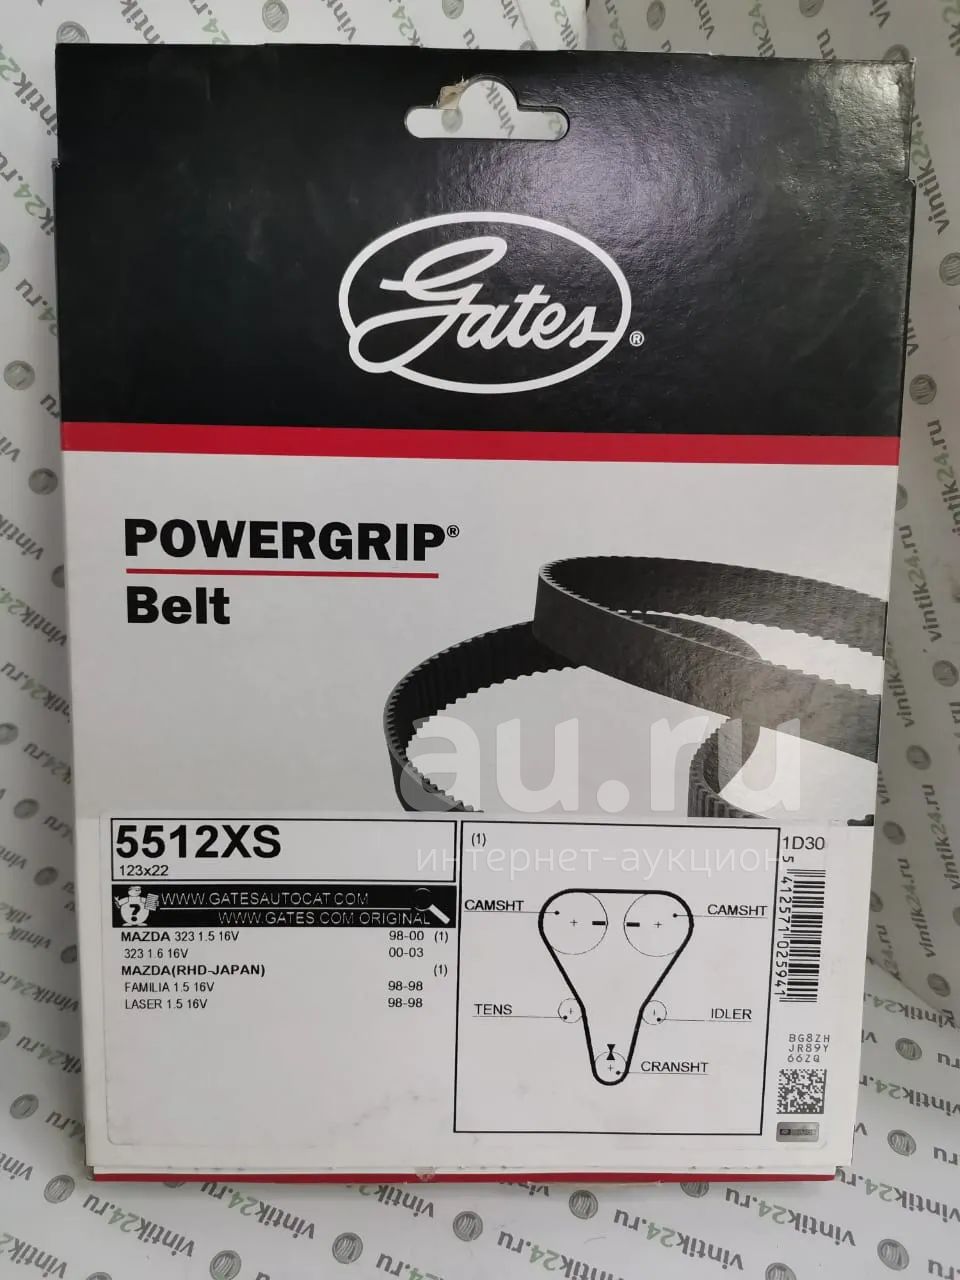 Gates®
POWERGRIP®
Belt
au.ru
интернет-аукцион
5512XS
123x22
WWW.GATESAUTOCAT.COM
WWW.GATES.COM ORIGINAL
MAZDA 323 1.5 16V 98-00 (1)
323 1.6 16V 00-03
MAZDA(RHD-JAPAN) (1)
FAMILIA 1.5 16V 98-98
LASER 1.5 16V 98-98
(1)
CAMSHT
CAMSHT
TENS
IDLER
CRANSHT
1D30
5 412571 025941
BG8ZH
JR89Y
66ZQ
vintik24.ru